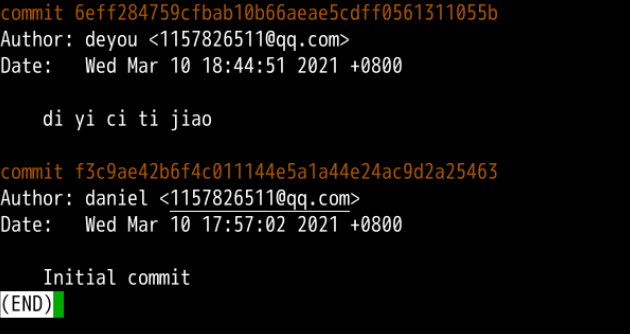 commit 6eff284759cfbab10b66aeae5cdff0561311055b
Author: deyou <1157826511@qq.com>
Date:   Wed Mar 10 18:44:51 2021 +0800
    di yi ci ti jiao
commit f3c9ae42b6f4c011144e5a1a44e24ac9d2a25463
Author: daniel <1157826511@qq.com>
Date:   Wed Mar 10 17:57:02 2021 +0800
    Initial commit
(END)